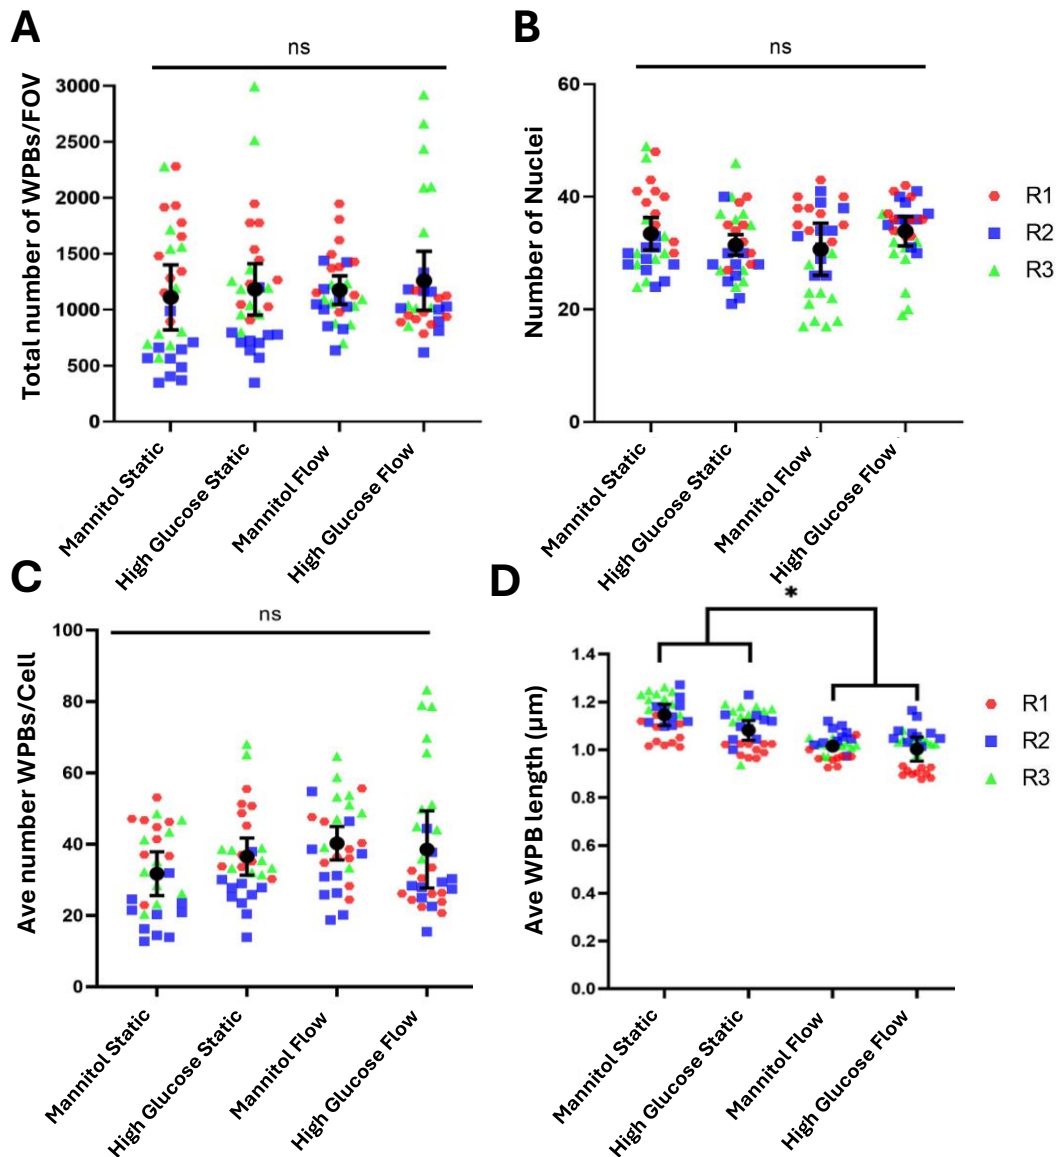 A
ns
Total number of WPBs/FOV
3000
2500
2000
1500
1000
500
0
Mannitol Static
High Glucose Static
Mannitol Flow
High Glucose Flow
B
ns
Number of Nuclei
60
40
20
0
Mannitol Static
High Glucose Static
Mannitol Flow
High Glucose Flow
R1
R2
R3
C
ns
Ave number WPBs/Cell
100
80
60
40
20
0
Mannitol Static
High Glucose Static
Mannitol Flow
High Glucose Flow
D
*
Ave WPB length (µm)
1.4
1.2
1.0
0.8
0.6
0.4
0.2
0.0
Mannitol Static
High Glucose Static
Mannitol Flow
High Glucose Flow
R1
R2
R3